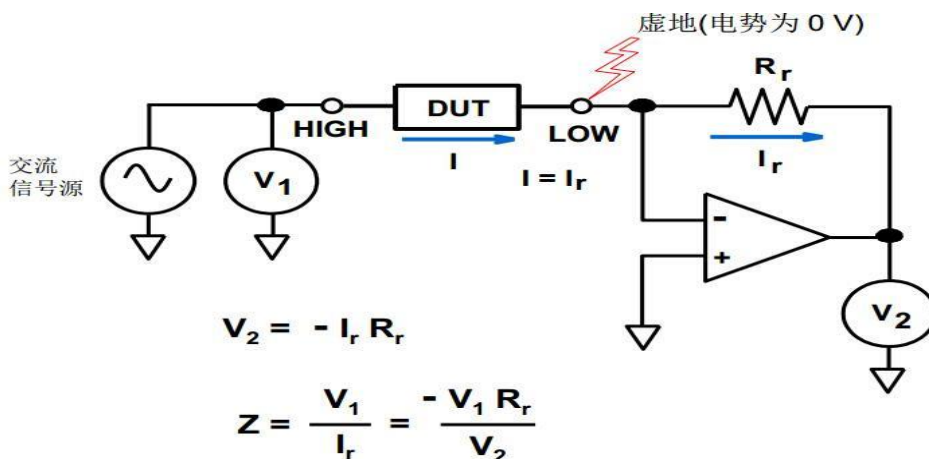 虚地(电势为 0 V)
Rr
DUT
HIGH
LOW
I
I = Ir
Ir
交流
信号源
V1
-
+
V2
V2 = - Ir Rr
Z = V1 / Ir = - V1 Rr / V2